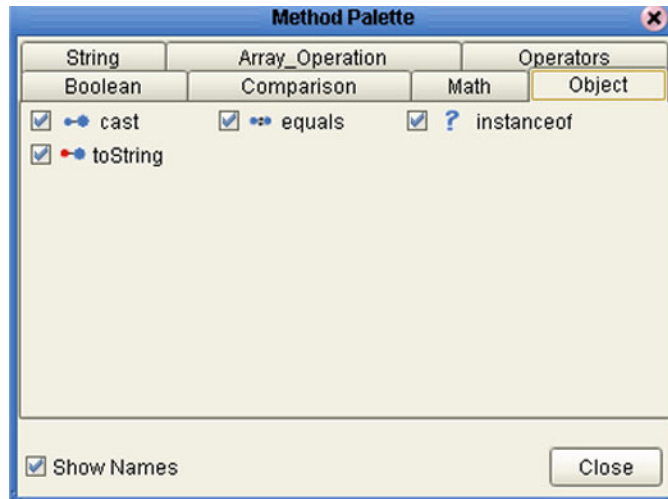 Method Palette
String Array_Operation Operators
Boolean Comparison Math Object
cast equals ? instanceof
toString
Show Names Close